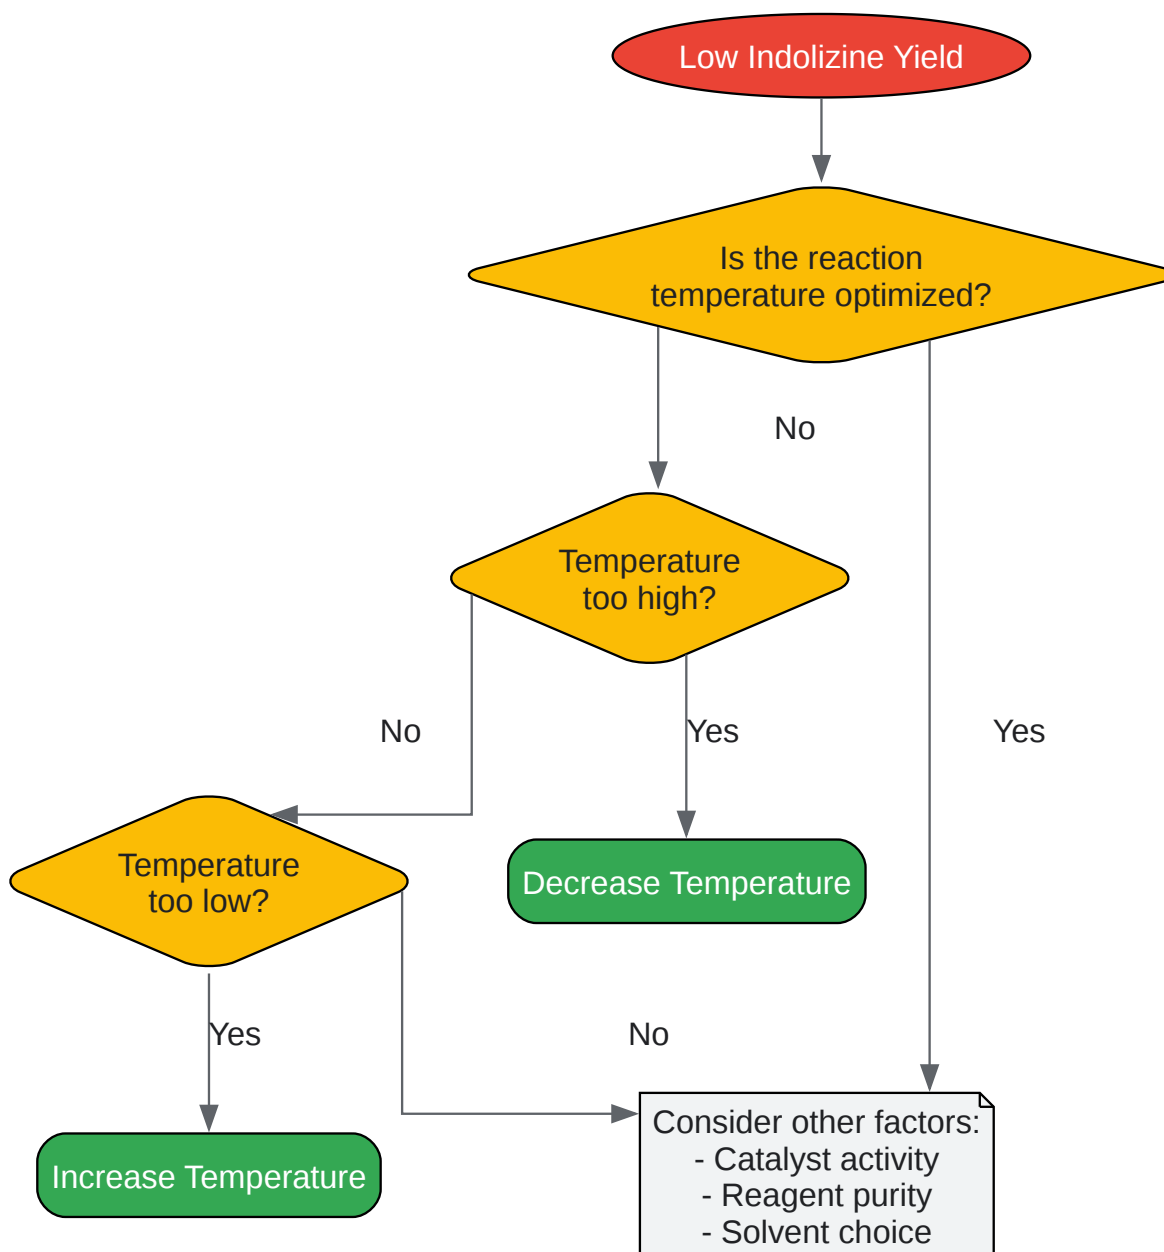 Low Indolizine Yield
Is the reaction
temperature optimized?
No
Temperature
too high?
No
Yes
Yes
Temperature
too low?
Decrease Temperature
Yes
No
Increase Temperature
Consider other factors:
- Catalyst activity
- Reagent purity
- Solvent choice